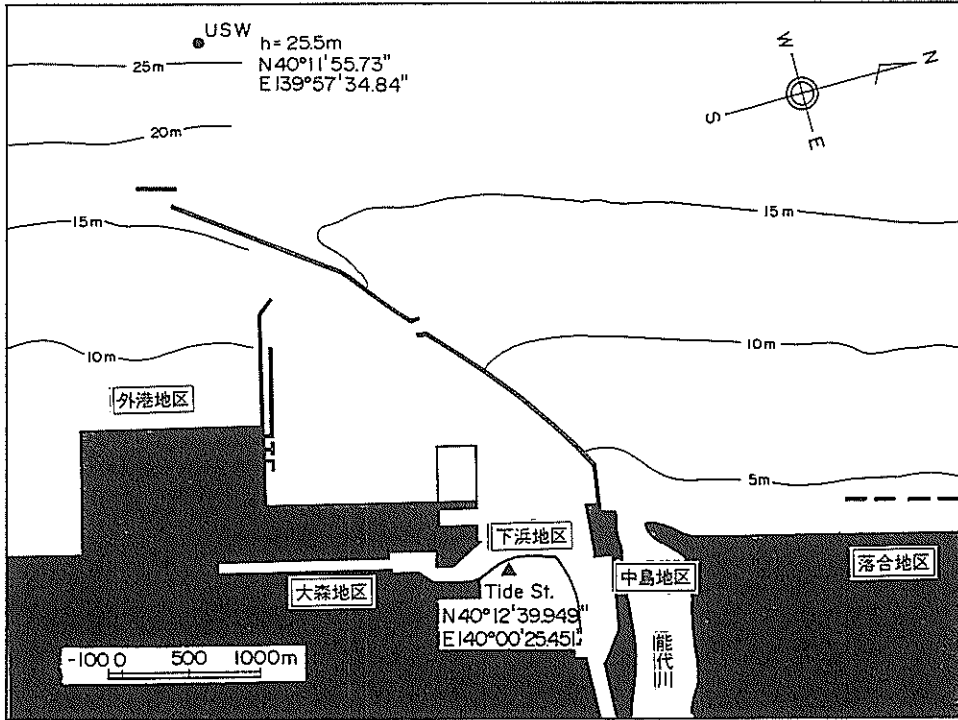 USW
h=25.5m
N40°11'55.73"
E139°57'34.84"
W
N
S
E
25m
20m
15m
15m
10m
10m
5m
外港地区
下浜地区
大森地区
中島地区
落合地区
Tide St.
N40°12'39.949"
E140°00'25.451"
能代川
-100 0 500 1000m